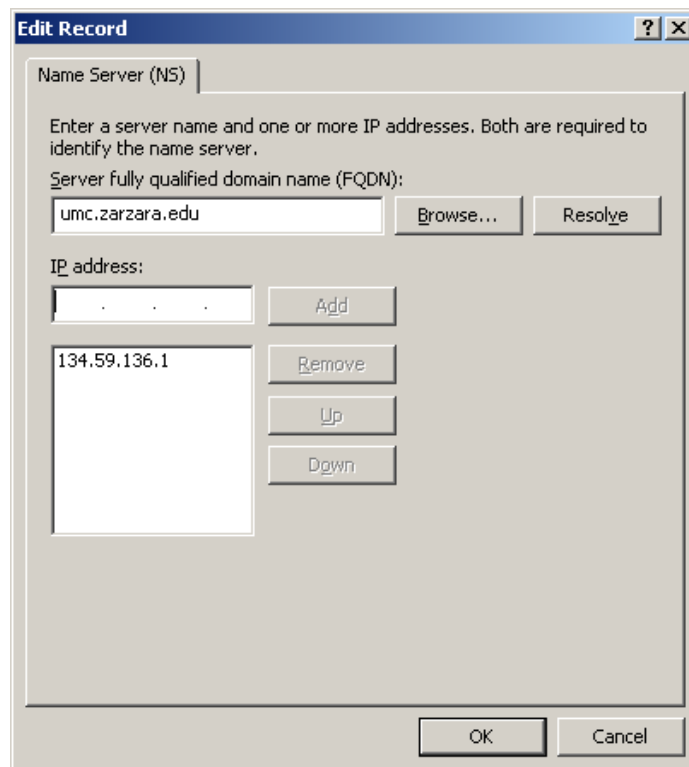 Edit Record
Name Server (NS)
Enter a server name and one or more IP addresses. Both are required to
identify the name server.
Server fully qualified domain name (FQDN):
umc.zarzara.edu Browse... Resolve
IP address:
. . . Add
134.59.136.1 Remove
Up
Down
OK Cancel